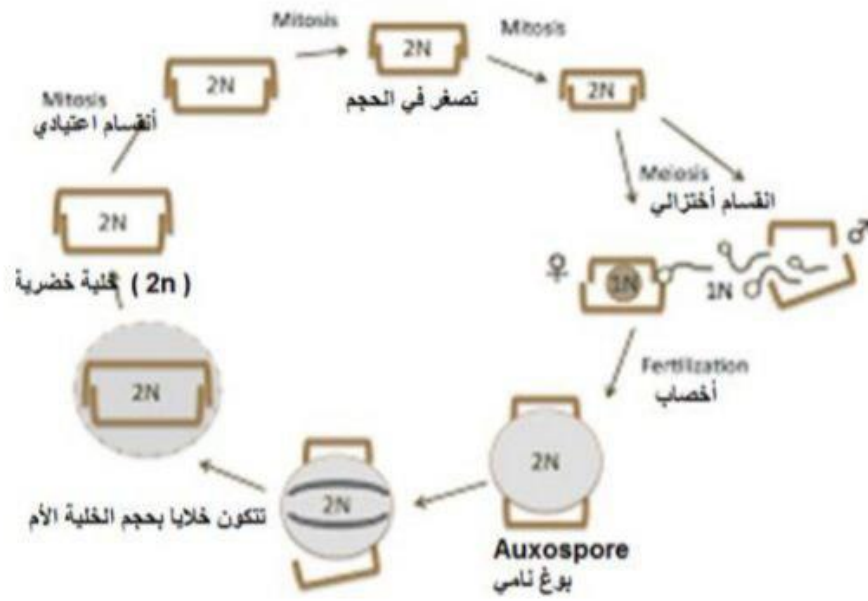 Mitosis
Mitosis
2N
2N
تصغر في الحجم
2N
Mitosis
أنقسام اعتيادي
2N
خلية خضرية ( 2n )
Meiosis
انقسام أختزالي
♀
♂
1N
1N
Fertilization
أخصاب
2N
Auxospore
بوغ نامي
2N
تتكون خلايا بحجم الخلية الأم
2N